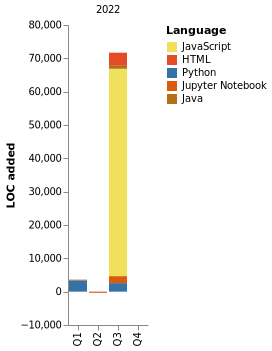 2022
80,000
70,000
60,000
50,000
40,000
30,000
20,000
10,000
0
−10,000
LOC added
Q1
Q2
Q3
Q4
Language
JavaScript
HTML
Python
Jupyter Notebook
Java